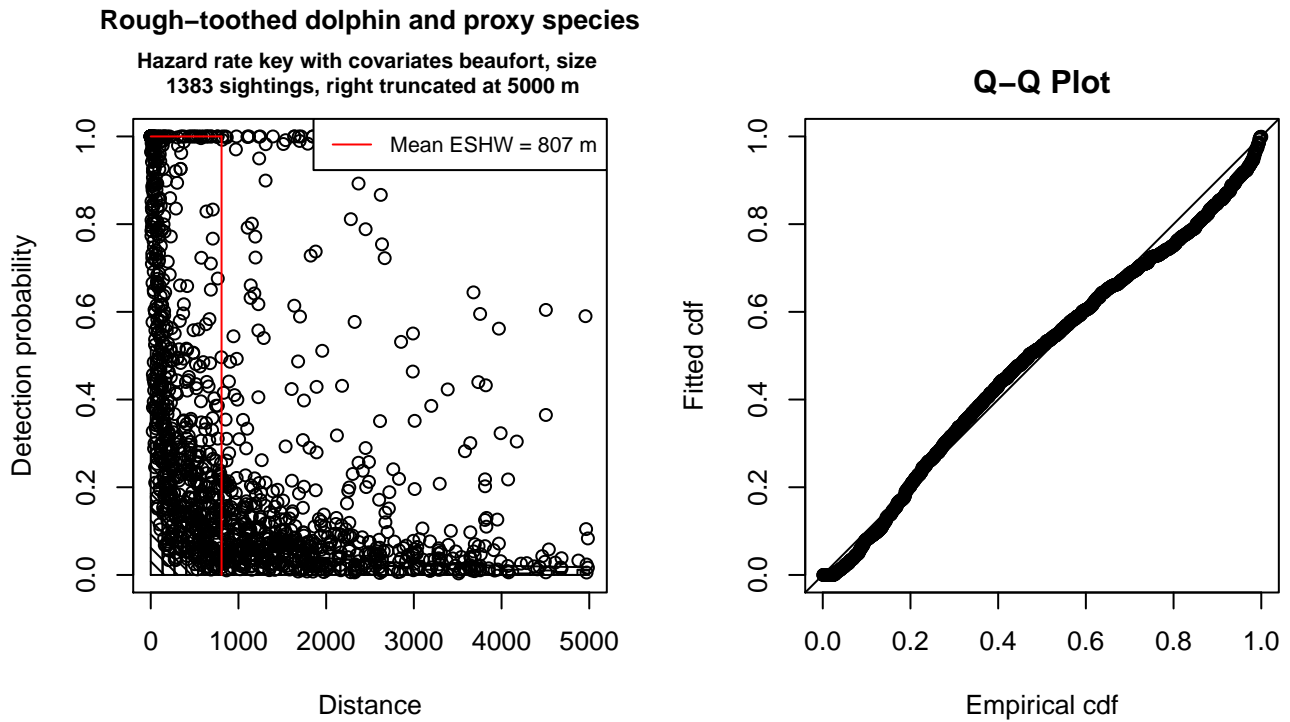 Rough−toothed dolphin and proxy species
Hazard rate key with covariates beaufort, size
1383 sightings, right truncated at 5000 m
Mean ESHW = 807 m
Detection probability
0.0 0.2 0.4 0.6 0.8 1.0
0 1000 2000 3000 4000 5000
Distance
Q−Q Plot
Fitted cdf
0.0 0.2 0.4 0.6 0.8 1.0
0.0 0.2 0.4 0.6 0.8 1.0
Empirical cdf